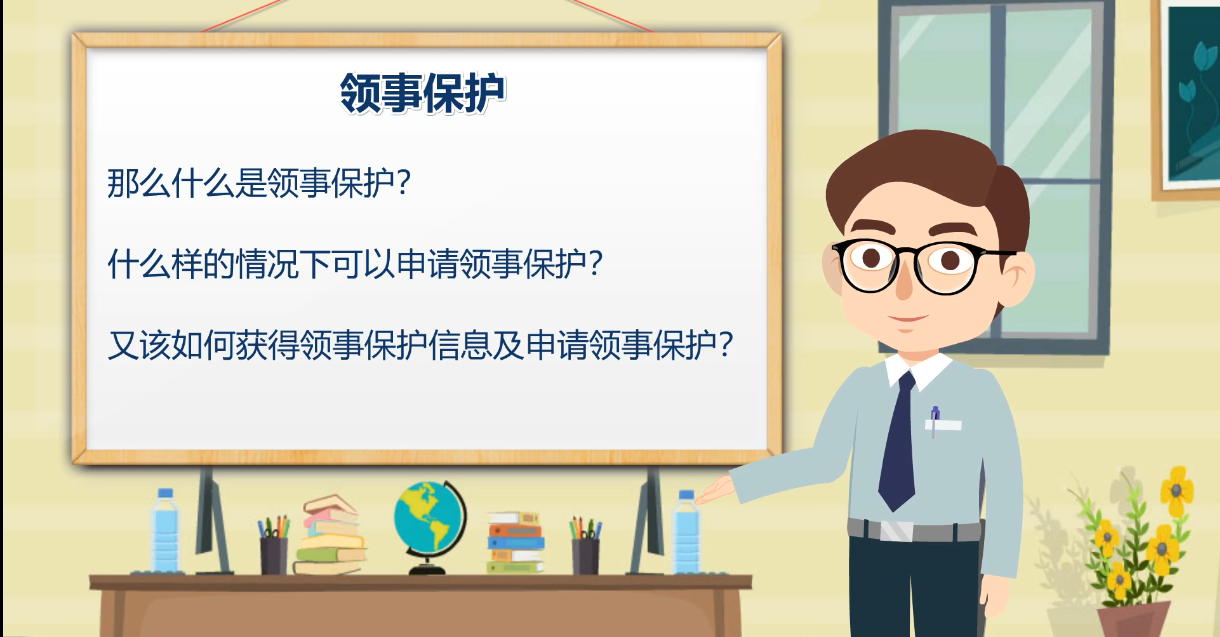 领事保护
那么什么是领事保护?
什么样的情况下可以申请领事保护?
又该如何获得领事保护信息及申请领事保护?